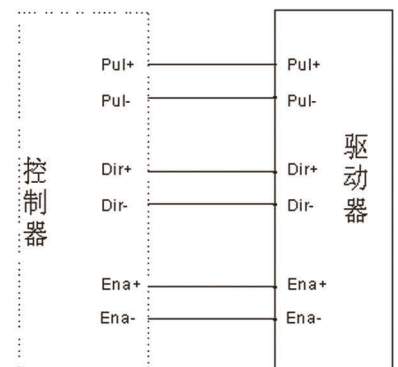 Pul+ Pul+
Pul- Pul-
Dir+ Dir+
Dir- Dir-
Ena+ Ena+
Ena- Ena-
控制器
驱动器